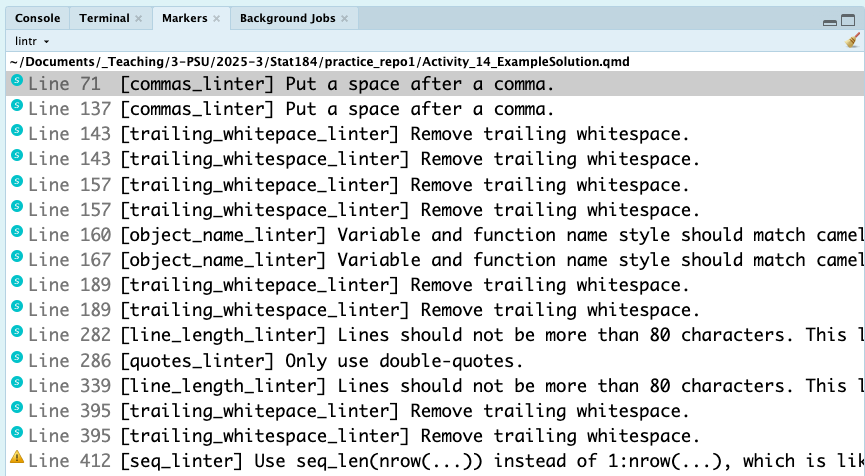 Console Terminal Markers Background Jobs
lintr
~/Documents/_Teaching/3-PSU/2025-3/Stat184/practice_repo1/Activity_14_ExampleSolution.qmd
Line 71 [commas_linter] Put a space after a comma.
Line 137 [commas_linter] Put a space after a comma.
Line 143 [trailing_whitepace_linter] Remove trailing whitespace.
Line 143 [trailing_whitespace_linter] Remove trailing whitespace.
Line 157 [trailing_whitepace_linter] Remove trailing whitespace.
Line 157 [trailing_whitespace_linter] Remove trailing whitespace.
Line 160 [object_name_linter] Variable and function name style should match camel
Line 167 [object_name_linter] Variable and function name style should match camel
Line 189 [trailing_whitepace_linter] Remove trailing whitespace.
Line 189 [trailing_whitespace_linter] Remove trailing whitespace.
Line 282 [line_length_linter] Lines should not be more than 80 characters. This l
Line 286 [quotes_linter] Only use double-quotes.
Line 339 [line_length_linter] Lines should not be more than 80 characters. This l
Line 395 [trailing_whitepace_linter] Remove trailing whitespace.
Line 395 [trailing_whitespace_linter] Remove trailing whitespace.
Line 412 [seq_linter] Use seq_len(nrow(...)) instead of 1:nrow(...), which is lik